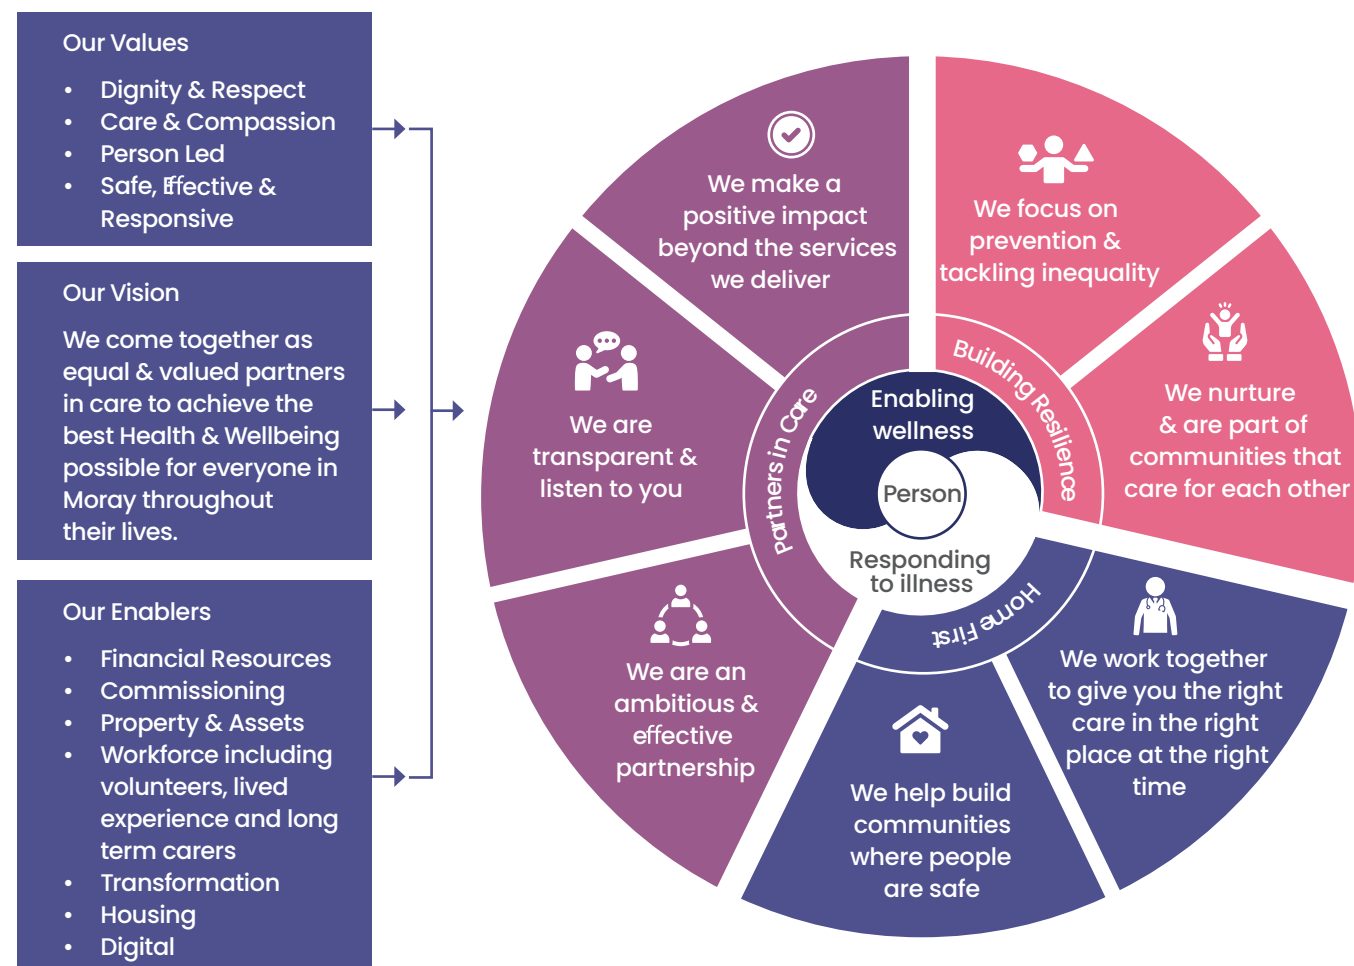 Our Values
• Dignity & Respect
• Care & Compassion
• Person Led
• Safe, Effective &
Responsive
Our Vision
We come together as
equal & valued partners
in care to achieve the
best Health & Wellbeing
possible for everyone in
Moray throughout
their lives.
Our Enablers
• Financial Resources
• Commissioning
• Property & Assets
• Workforce including
volunteers, lived
experience and long
term carers
• Transformation
• Housing
• Digital
We make a
positive impact
beyond the services
we deliver
We focus on
prevention &
tackling inequality
We are
transparent &
listen to you
We nurture
& are part of
communities that
care for each other
Partners in Care
Building Resilience
Home First
Enabling
wellness
Person
Responding
to illness
We are an
ambitious &
effective
partnership
We work together
to give you the right
care in the right
place at the right
time
We help build
communities
where people
are safe